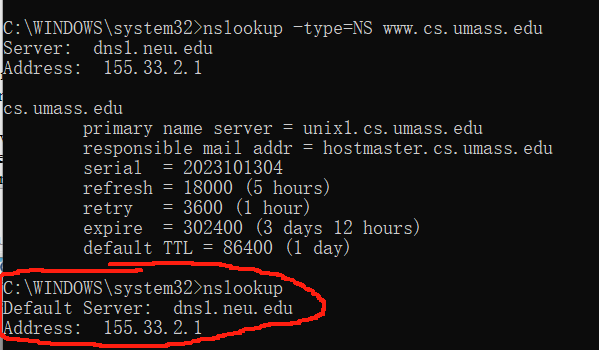 C:\WINDOWS\system32>nslookup -type=NS www.cs.umass.edu
Server:  dns1.neu.edu
Address:  155.33.2.1

cs.umass.edu
        primary name server = unix1.cs.umass.edu
        responsible mail addr = hostmaster.cs.umass.edu
        serial  = 2023101304
        refresh = 18000 (5 hours)
        retry   = 3600 (1 hour)
        expire  = 302400 (3 days 12 hours)
        default TTL = 86400 (1 day)

C:\WINDOWS\system32>nslookup
Default Server:  dns1.neu.edu
Address:  155.33.2.1